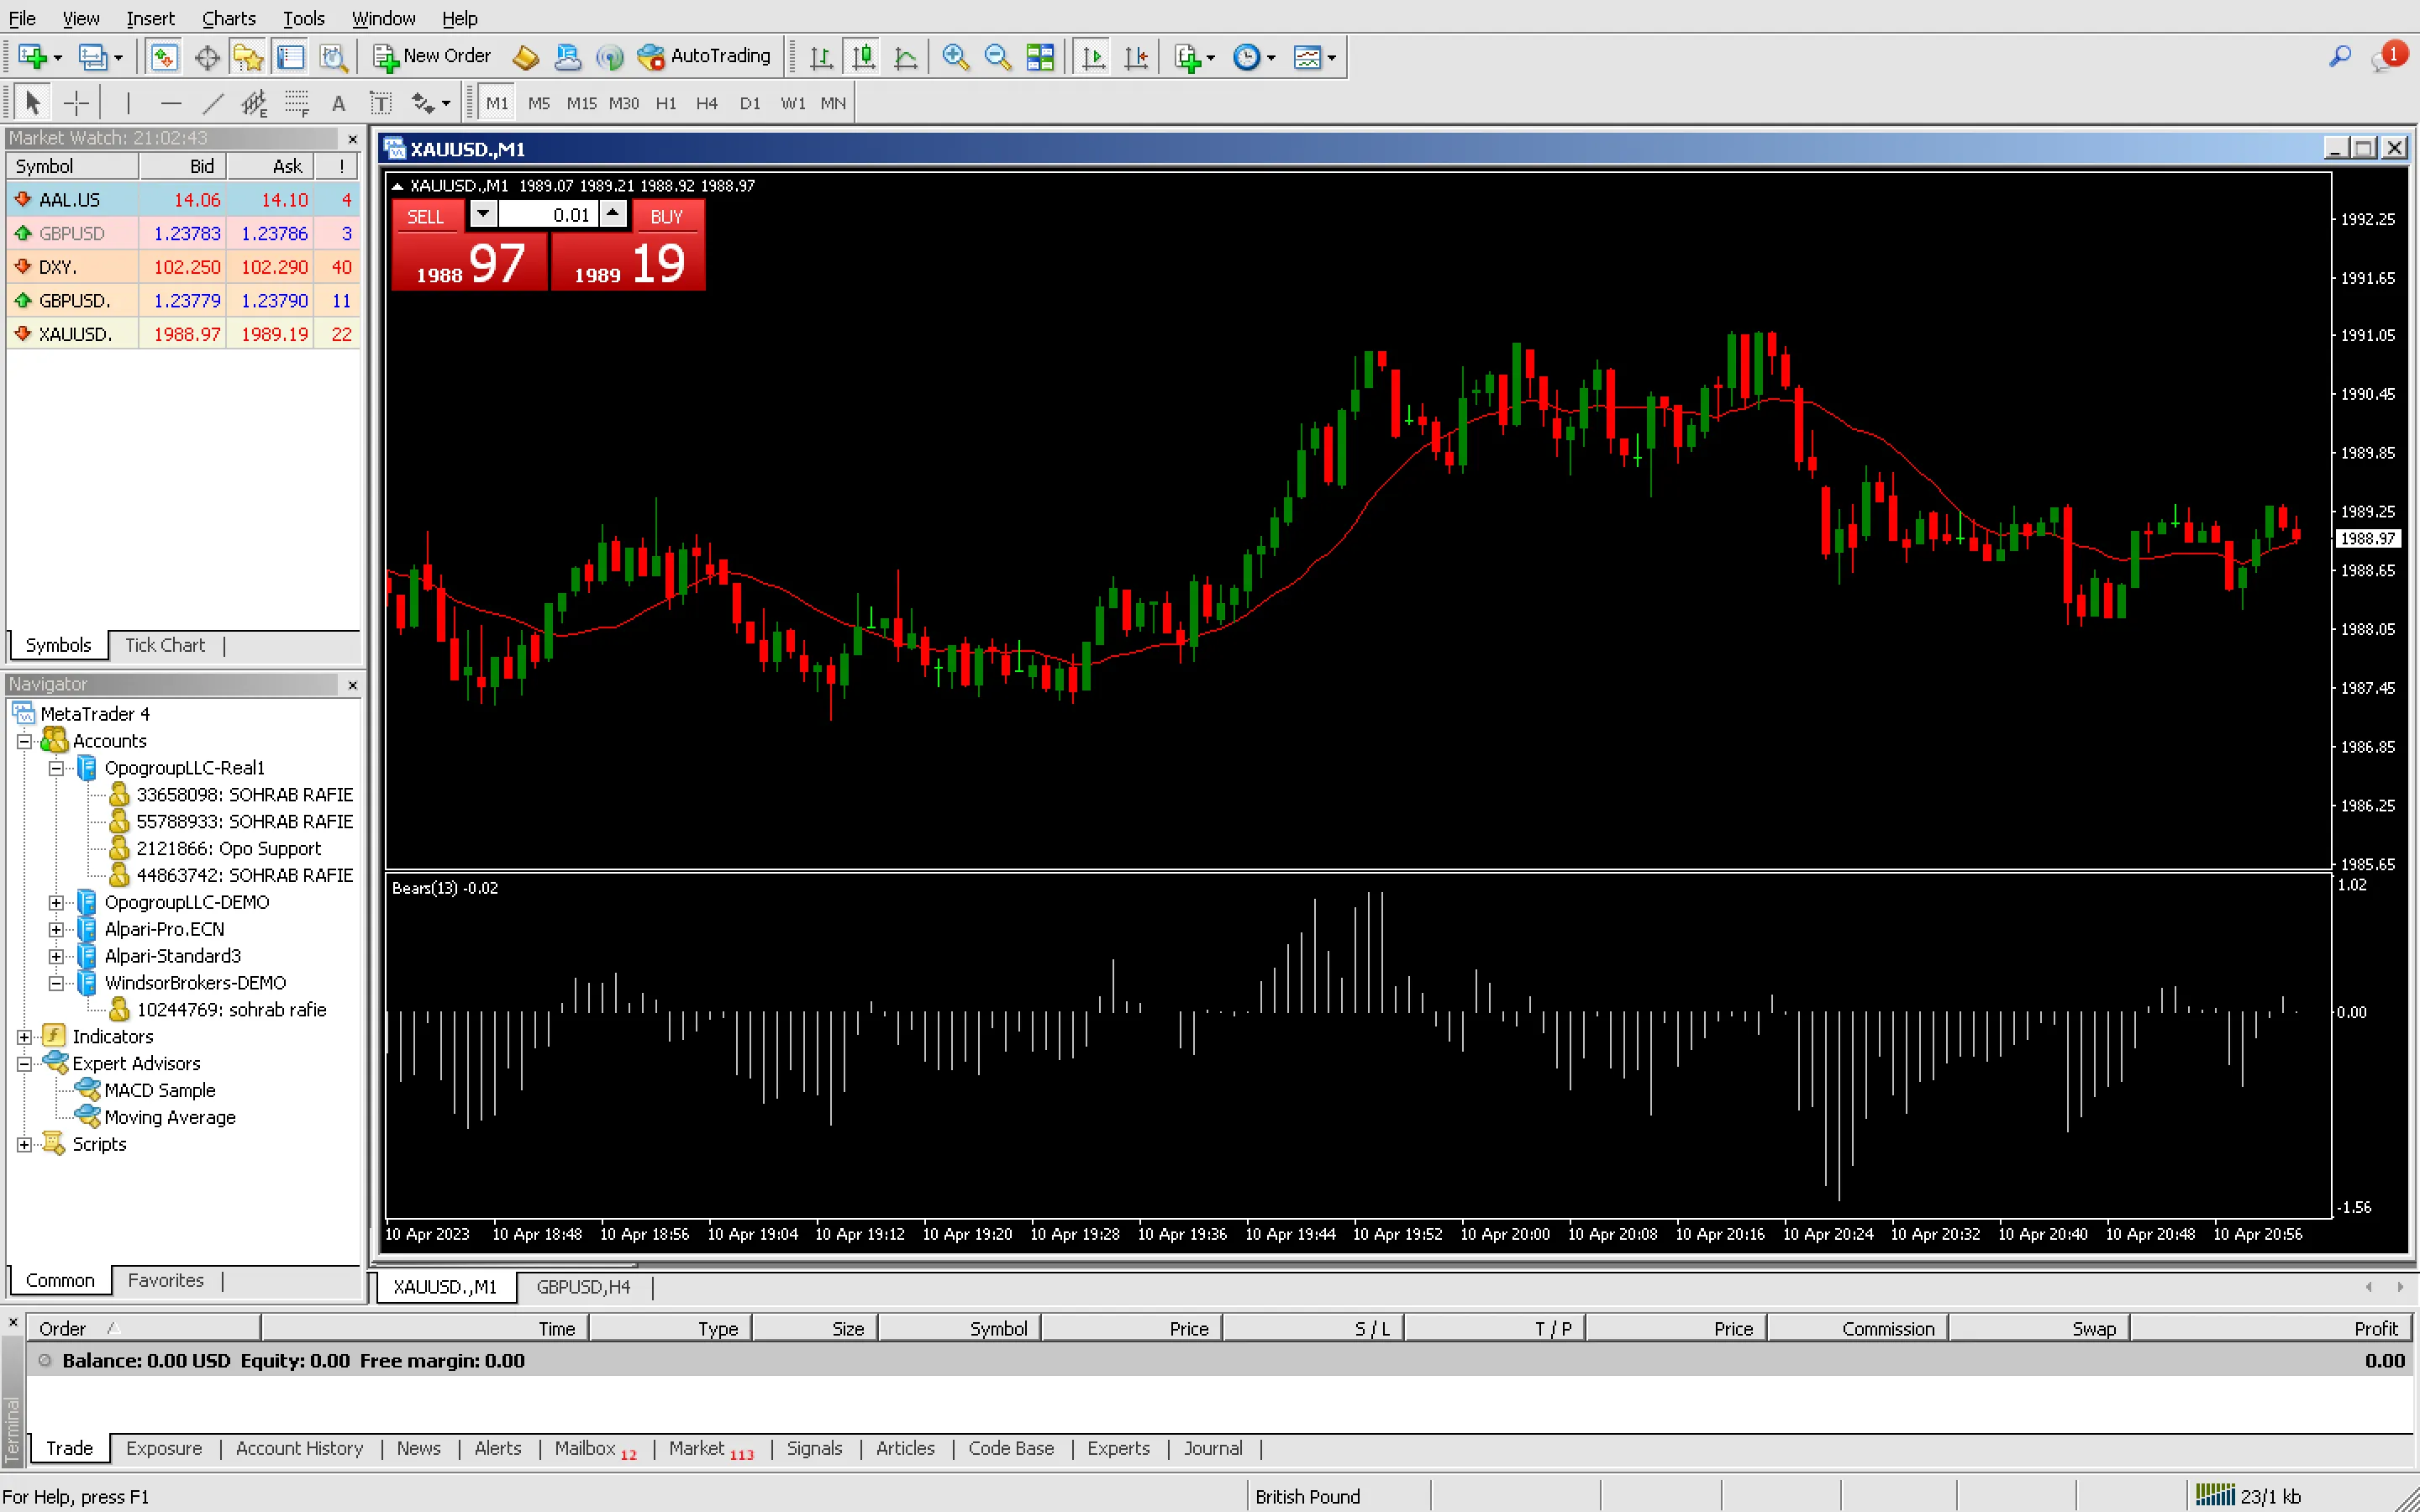 File View Insert Charts Tools Window Help
New Order AutoTrading 1
A T M1 M5 M15 M30 H1 H4 D1 W1 MN
Market Watch: 21:02:43
Symbol Bid Ask !
AAL.US 14.06 14.10 4
GBPUSD 1.23783 1.23786 3
DXY. 102.250 102.290 40
GBPUSD. 1.23779 1.23790 11
XAUUSD. 1988.97 1989.19 22
Symbols Tick Chart
Navigator
MetaTrader 4
Accounts
OpogroupLLC-Real1
33658098: SOHRAB RAFIE
55788933: SOHRAB RAFIE
2121866: Opo Support
44863742: SOHRAB RAFIE
OpogroupLLC-DEMO
Alpari-Pro.ECN
Alpari-Standard3
WindsorBrokers-DEMO
10244769: sohrab rafie
Indicators
Expert Advisors
MACD Sample
Moving Average
Scripts
Common Favorites
XAUUSD.,M1
XAUUSD.,M1 1989.07 1989.21 1988.92 1988.97
SELL 0.01 BUY
1988 97 1989 19
1992.25
1991.65
1991.05
1990.45
1989.85
1989.25
1988.97
1988.65
1988.05
1987.45
1986.85
1986.25
1985.65
Bears(13) -0.02
1.02
0.00
-1.56
10 Apr 2023 10 Apr 18:48 10 Apr 18:56 10 Apr 19:04 10 Apr 19:12 10 Apr 19:20 10 Apr 19:28 10 Apr 19:36 10 Apr 19:44 10 Apr 19:52 10 Apr 20:00 10 Apr 20:08 10 Apr 20:16 10 Apr 20:24 10 Apr 20:32 10 Apr 20:40 10 Apr 20:48 10 Apr 20:56
XAUUSD.,M1 GBPUSD,H4
Order Time Type Size Symbol Price S / L T / P Price Commission Swap Profit
Balance: 0.00 USD Equity: 0.00 Free margin: 0.00 0.00
Terminal
Trade Exposure Account History News Alerts Mailbox 12 Market 113 Signals Articles Code Base Experts Journal
For Help, press F1 British Pound 23/1 kb